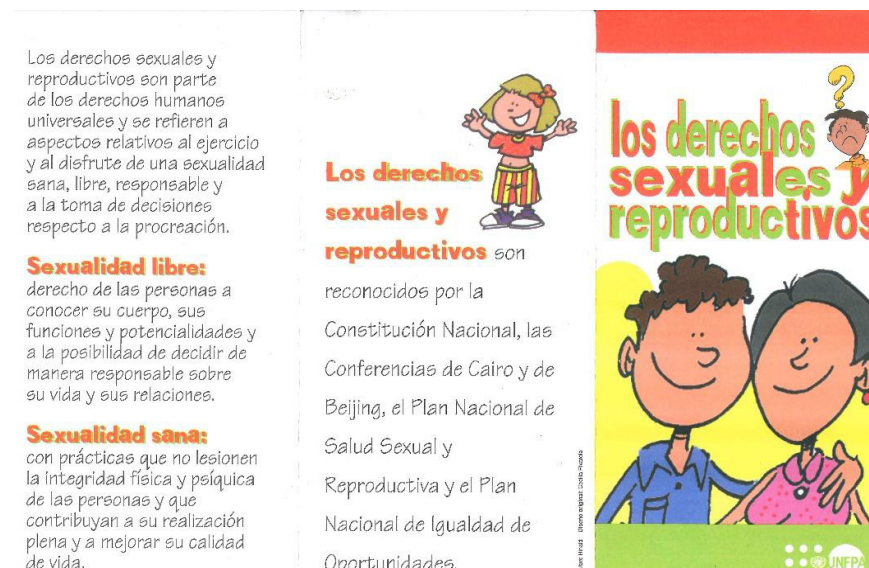 Los derechos sexuales y
reproductivos son parte
de los derechos humanos
universales y se refieren a
aspectos relativos al ejercicio
y al disfrute de una sexualidad
sana, libre, responsable y
a la toma de decisiones
respecto a la procreación.
Sexualidad libre:
derecho de las personas a
conocer su cuerpo, sus
funciones y potencialidades y
a la posibilidad de decidir de
manera responsable sobre
su vida y sus relaciones.
Sexualidad sana:
con prácticas que no lesionen
la integridad física y psíquica
de las personas y que
contribuyan a su realización
plena y a mejorar su calidad
de vida.
Los derechos
sexuales y
reproductivos son
reconocidos por la
Constitución Nacional, las
Conferencias de Cairo y de
Beijing, el Plan Nacional de
Salud Sexual y
Reproductiva y el Plan
Nacional de Igualdad de
Oportunidades.
Diseño original:
?
los derechos
sexuales y
reproductivos
UNFPA